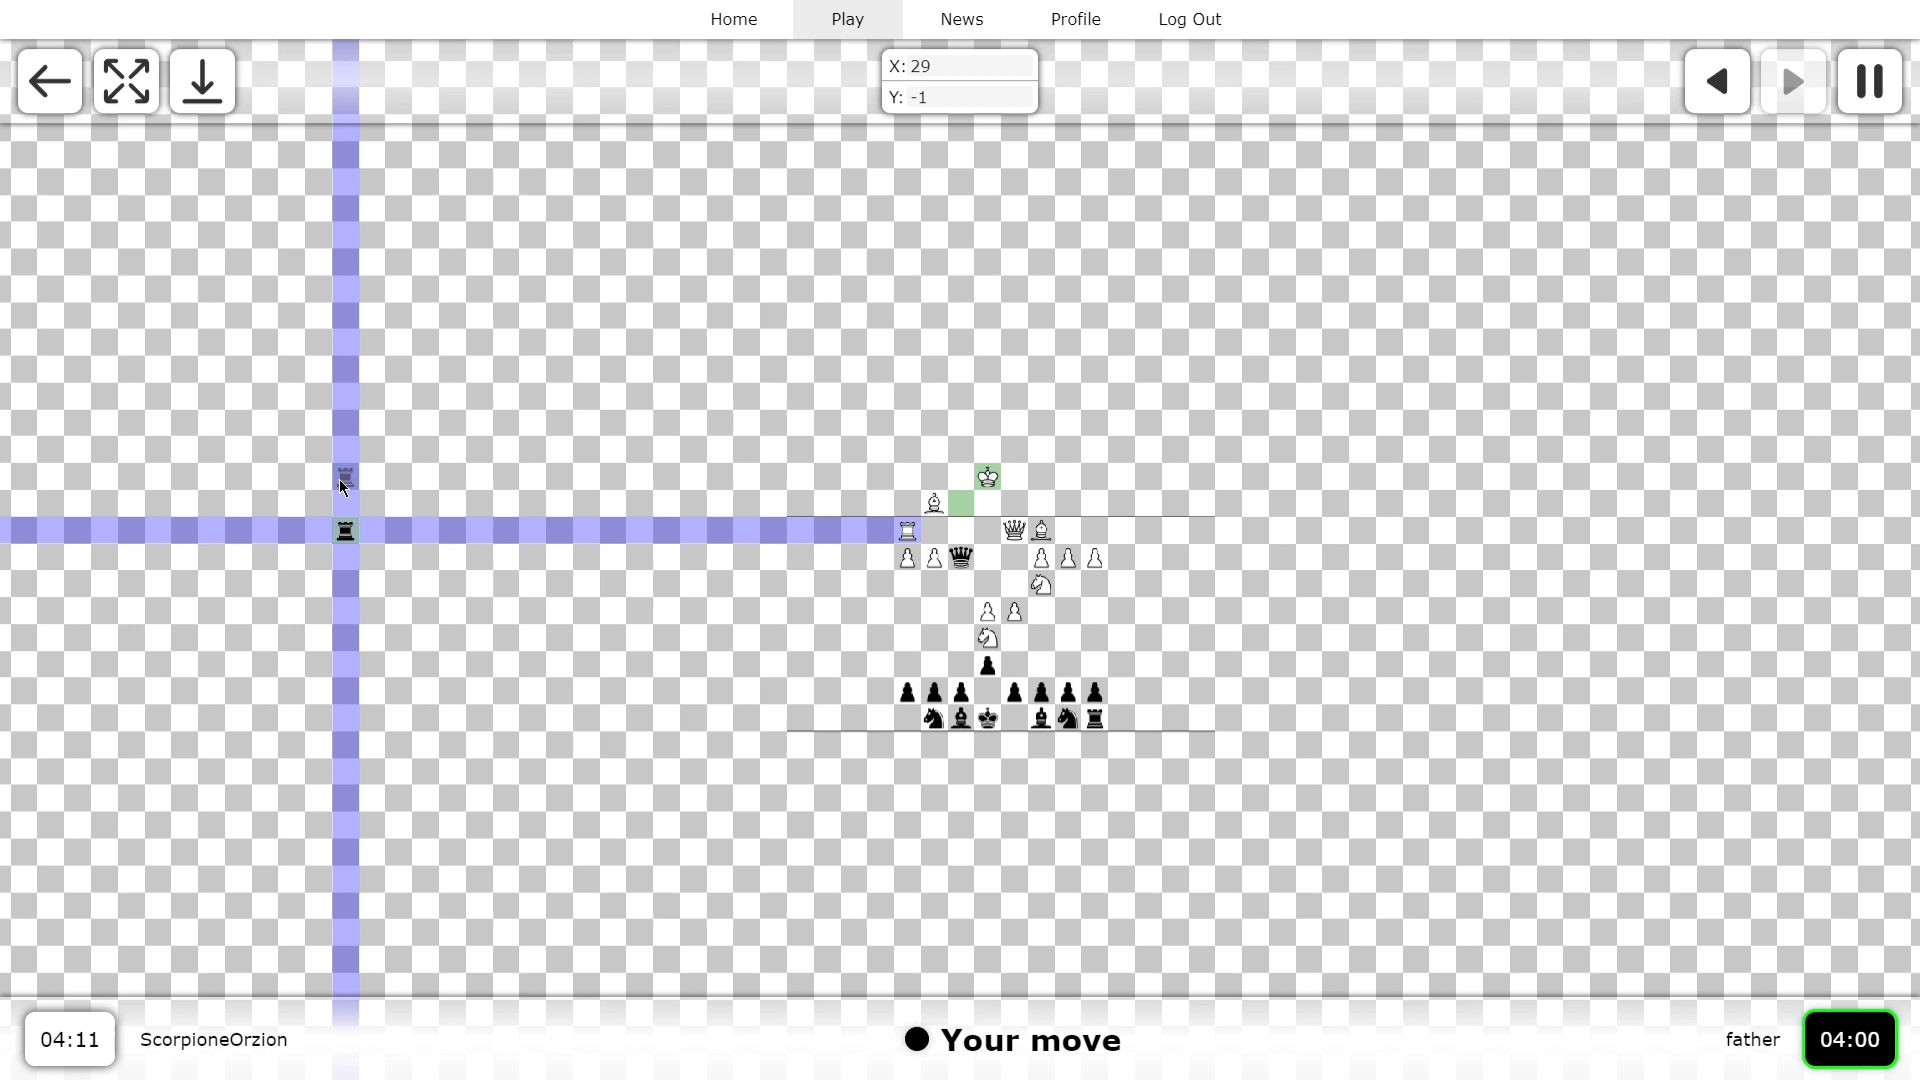 Home Play News Profile Log Out
X: 29
Y: -1
04:11 ScorpioneOrzion Your move father 04:00